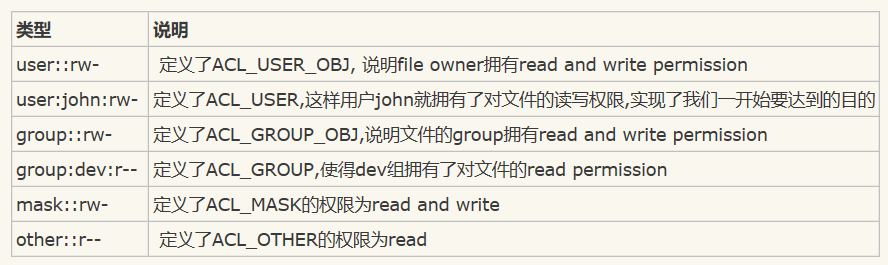 类型 说明
user::rw- 定义了ACL_USER_OBJ, 说明file owner拥有read and write permission
user:john:rw- 定义了ACL_USER,这样用户john就拥有了对文件的读写权限,实现了我们一开始要达到的目的
group::rw- 定义了ACL_GROUP_OBJ,说明文件的group拥有read and write permission
group:dev:r-- 定义了ACL_GROUP,使得dev组拥有了对文件的read permission
mask::rw- 定义了ACL_MASK的权限为read and write
other::r-- 定义了ACL_OTHER的权限为read